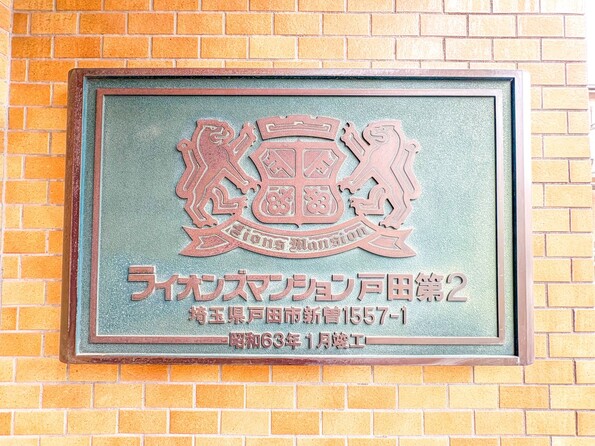 Lions Mansion
ライオンズマンション戸田第2
埼玉県戸田市新曽1557-1
昭和63年1月竣工